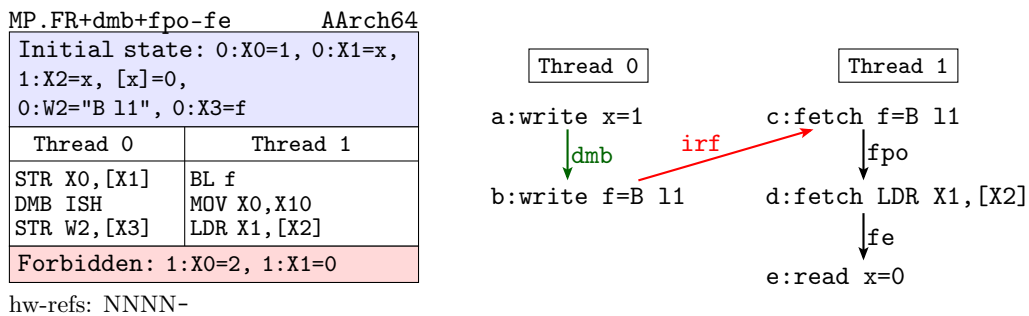 MP.FR+dmb+fpo-fe AArch64
Initial state: 0:X0=1, 0:X1=x,
1:X2=x, [x]=0,
0:W2="B l1", 0:X3=f
Thread 0 Thread 1
STR X0,[X1] BL f
DMB ISH MOV X0,X10
STR W2,[X3] LDR X1,[X2]
Forbidden: 1:X0=2, 1:X1=0
hw-refs: NNNN-
Thread 0 Thread 1
a:write x=1 c:fetch f=B l1
dmb irf fpo
b:write f=B l1 d:fetch LDR X1,[X2]
fe
e:read x=0